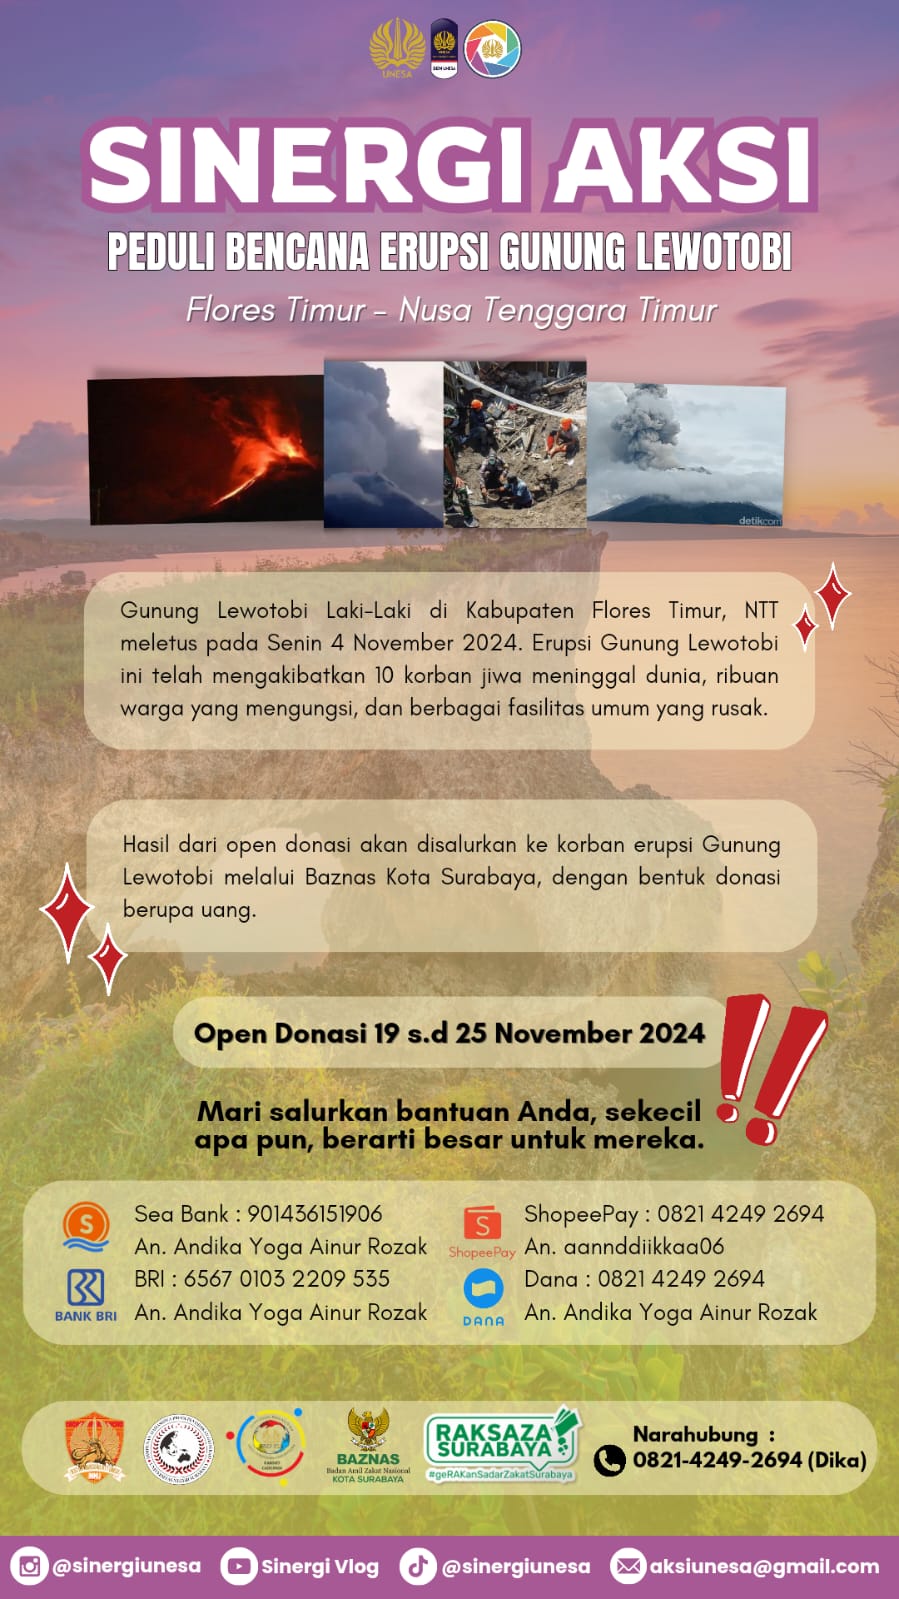 UNESA
BEM UNESA
SINERGI AKSI
PEDULI BENCANA ERUPSI GUNUNG LEWOTOBI
Flores Timur - Nusa Tenggara Timur
detikcom
Gunung Lewotobi Laki-Laki di Kabupaten Flores Timur, NTT
meletus pada Senin 4 November 2024. Erupsi Gunung Lewotobi
ini telah mengakibatkan 10 korban jiwa meninggal dunia, ribuan
warga yang mengungsi, dan berbagai fasilitas umum yang rusak.
Hasil dari open donasi akan disalurkan ke korban erupsi Gunung
Lewotobi melalui Baznas Kota Surabaya, dengan bentuk donasi
berupa uang.
Open Donasi 19 s.d 25 November 2024
Mari salurkan bantuan Anda, sekecil
apa pun, berarti besar untuk mereka.
Sea Bank : 901436151906
An. Andika Yoga Ainur Rozak
BANK BRI
BRI : 6567 0103 2209 535
An. Andika Yoga Ainur Rozak
ShopeePay
ShopeePay : 0821 4249 2694
An. aannddiikkaa06
DANA
Dana : 0821 4249 2694
An. Andika Yoga Ainur Rozak
BAZNAS
Badan Amil Zakat Nasional
KOTA SURABAYA
RAKSAZA
SURABAYA
#geRAKanSadarZakatSurabaya
Narahubung :
0821-4249-2694 (Dika)
@sinergiunesa
Sinergi Vlog
@sinergiunesa
aksiunesa@gmail.com